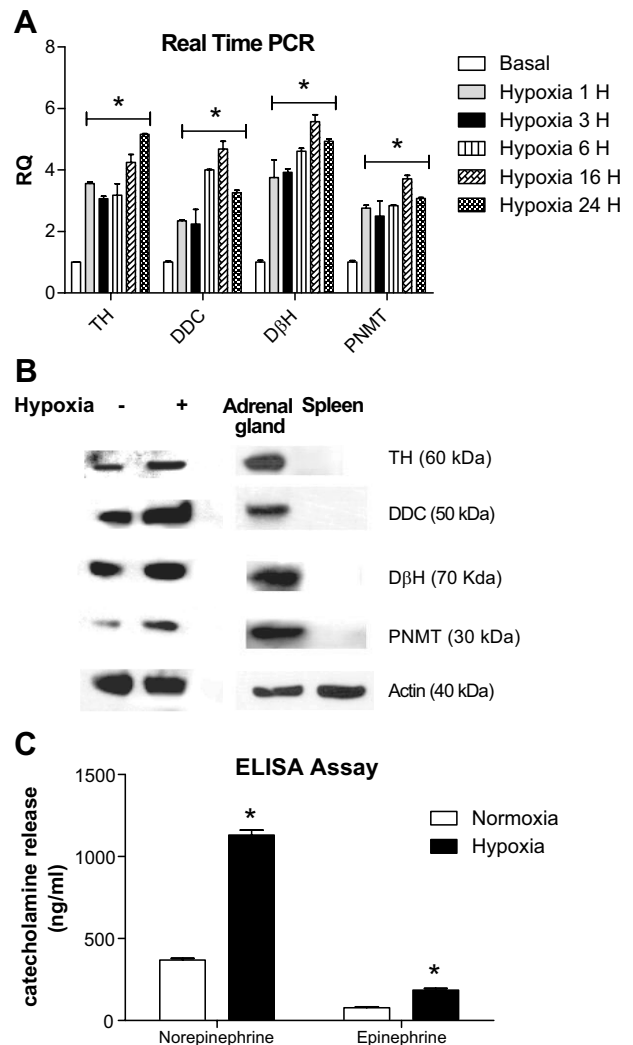 A
Real Time PCR
8
6
4
2
0
RQ
*
*
*
*
TH
DDC
DβH
PNMT
Basal
Hypoxia 1 H
Hypoxia 3 H
Hypoxia 6 H
Hypoxia 16 H
Hypoxia 24 H
B
Hypoxia - +
Adrenal gland
Spleen
TH (60 kDa)
DDC (50 kDa)
DβH (70 Kda)
PNMT (30 kDa)
Actin (40 kDa)
C
ELISA Assay
1500
1000
500
0
catecholamine release
(ng/ml)
*
*
Normoxia
Hypoxia
Norepinephrine
Epinephrine